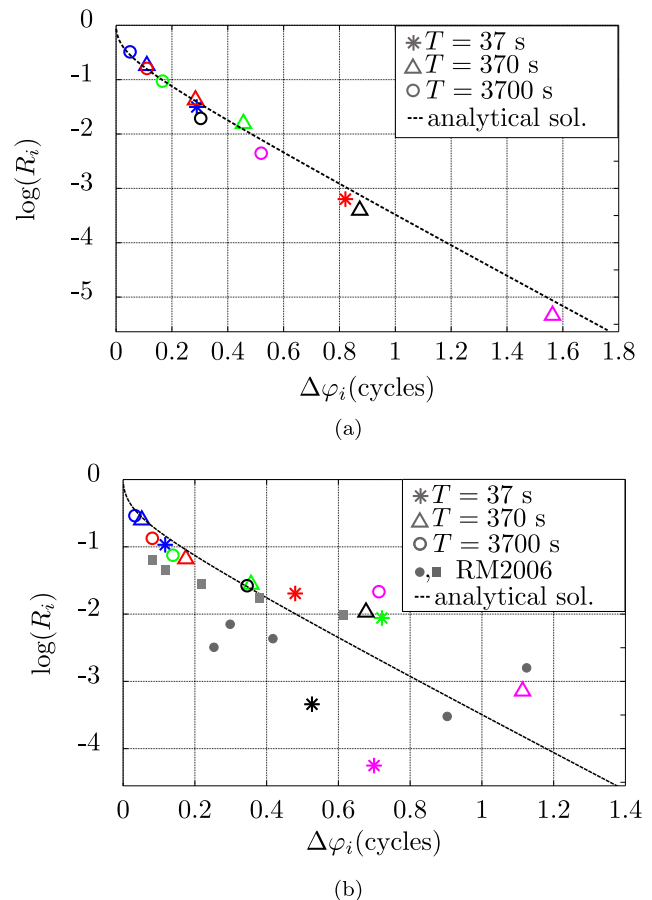 0
-1
-2
-3
-4
-5
log(R_i)
T = 37 s
T = 370 s
T = 3700 s
analytical sol.
0 0.2 0.4 0.6 0.8 1 1.2 1.4 1.6 1.8
Δφ_i(cycles)
(a)
0
-1
-2
-3
-4
log(R_i)
T = 37 s
T = 370 s
T = 3700 s
, RM2006
analytical sol.
0 0.2 0.4 0.6 0.8 1 1.2 1.4
Δφ_i(cycles)
(b)